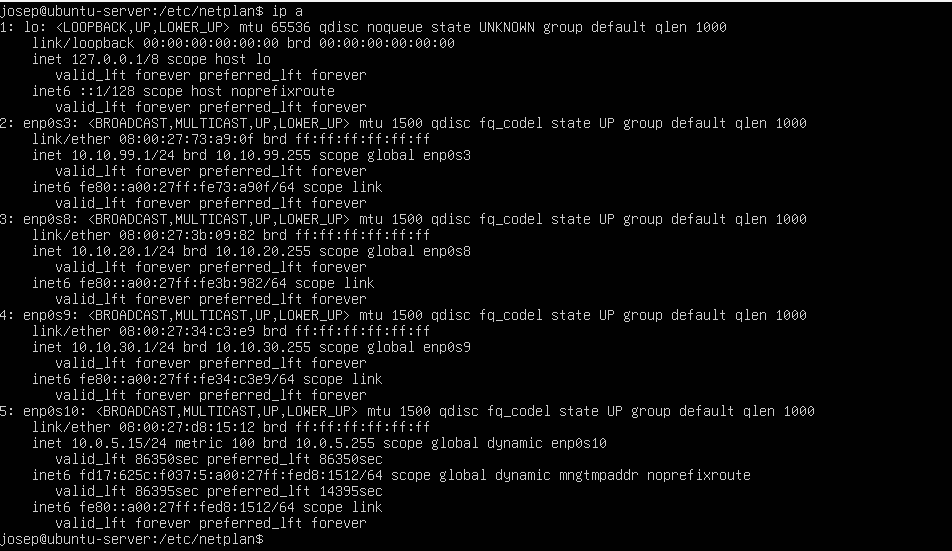 josep@ubuntu-server:/etc/netplan$ ip a
1: lo: <LOOPBACK,UP,LOWER_UP> mtu 65536 qdisc noqueue state UNKNOWN group default qlen 1000
    link/loopback 00:00:00:00:00:00 brd 00:00:00:00:00:00
    inet 127.0.0.1/8 scope host lo
       valid_lft forever preferred_lft forever
    inet6 ::1/128 scope host noprefixroute
       valid_lft forever preferred_lft forever
2: enp0s3: <BROADCAST,MULTICAST,UP,LOWER_UP> mtu 1500 qdisc fq_codel state UP group default qlen 1000
    link/ether 08:00:27:73:a9:0f brd ff:ff:ff:ff:ff:ff
    inet 10.10.99.1/24 brd 10.10.99.255 scope global enp0s3
       valid_lft forever preferred_lft forever
    inet6 fe80::a00:27ff:fe73:a90f/64 scope link
       valid_lft forever preferred_lft forever
3: enp0s8: <BROADCAST,MULTICAST,UP,LOWER_UP> mtu 1500 qdisc fq_codel state UP group default qlen 1000
    link/ether 08:00:27:3b:09:82 brd ff:ff:ff:ff:ff:ff
    inet 10.10.20.1/24 brd 10.10.20.255 scope global enp0s8
       valid_lft forever preferred_lft forever
    inet6 fe80::a00:27ff:fe3b:982/64 scope link
       valid_lft forever preferred_lft forever
4: enp0s9: <BROADCAST,MULTICAST,UP,LOWER_UP> mtu 1500 qdisc fq_codel state UP group default qlen 1000
    link/ether 08:00:27:34:c3:e9 brd ff:ff:ff:ff:ff:ff
    inet 10.10.30.1/24 brd 10.10.30.255 scope global enp0s9
       valid_lft forever preferred_lft forever
    inet6 fe80::a00:27ff:fe34:c3e9/64 scope link
       valid_lft forever preferred_lft forever
5: enp0s10: <BROADCAST,MULTICAST,UP,LOWER_UP> mtu 1500 qdisc fq_codel state UP group default qlen 1000
    link/ether 08:00:27:d8:15:12 brd ff:ff:ff:ff:ff:ff
    inet 10.0.5.15/24 metric 100 brd 10.0.5.255 scope global dynamic enp0s10
       valid_lft 86350sec preferred_lft 86350sec
    inet6 fd17:625c:f037:5:a00:27ff:fed8:1512/64 scope global dynamic mngtmpaddr noprefixroute
       valid_lft 86395sec preferred_lft 14395sec
    inet6 fe80::a00:27ff:fed8:1512/64 scope link
       valid_lft forever preferred_lft forever
josep@ubuntu-server:/etc/netplan$